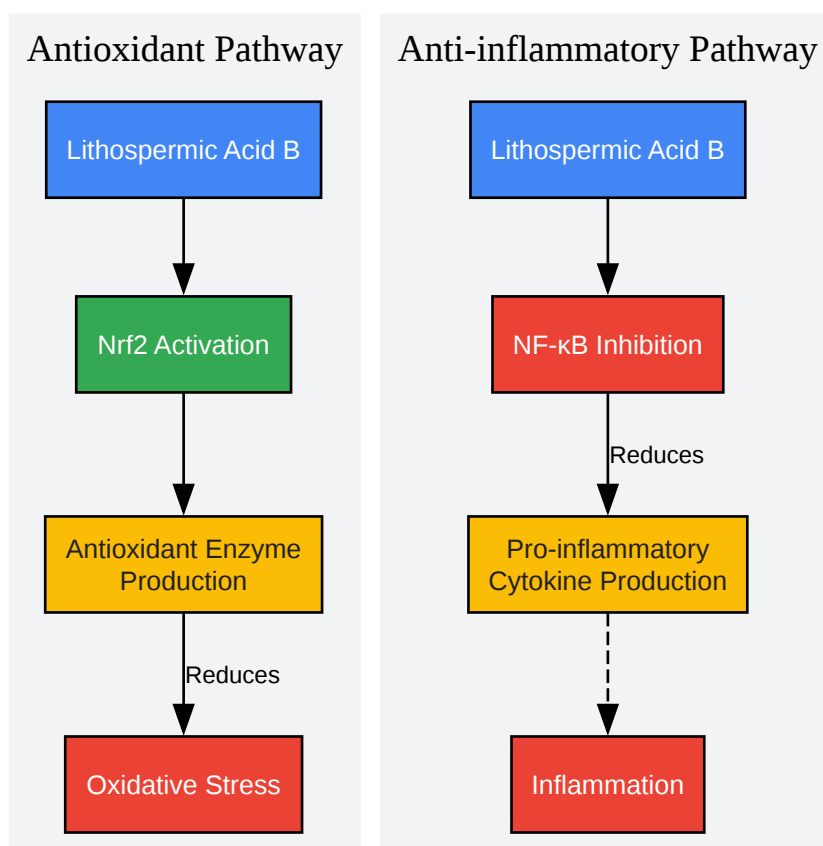 Antioxidant Pathway
Lithospermic Acid B
Nrf2 Activation
Antioxidant Enzyme
Production
Reduces
Oxidative Stress
Anti-inflammatory Pathway
Lithospermic Acid B
NF-κB Inhibition
Reduces
Pro-inflammatory
Cytokine Production
Inflammation